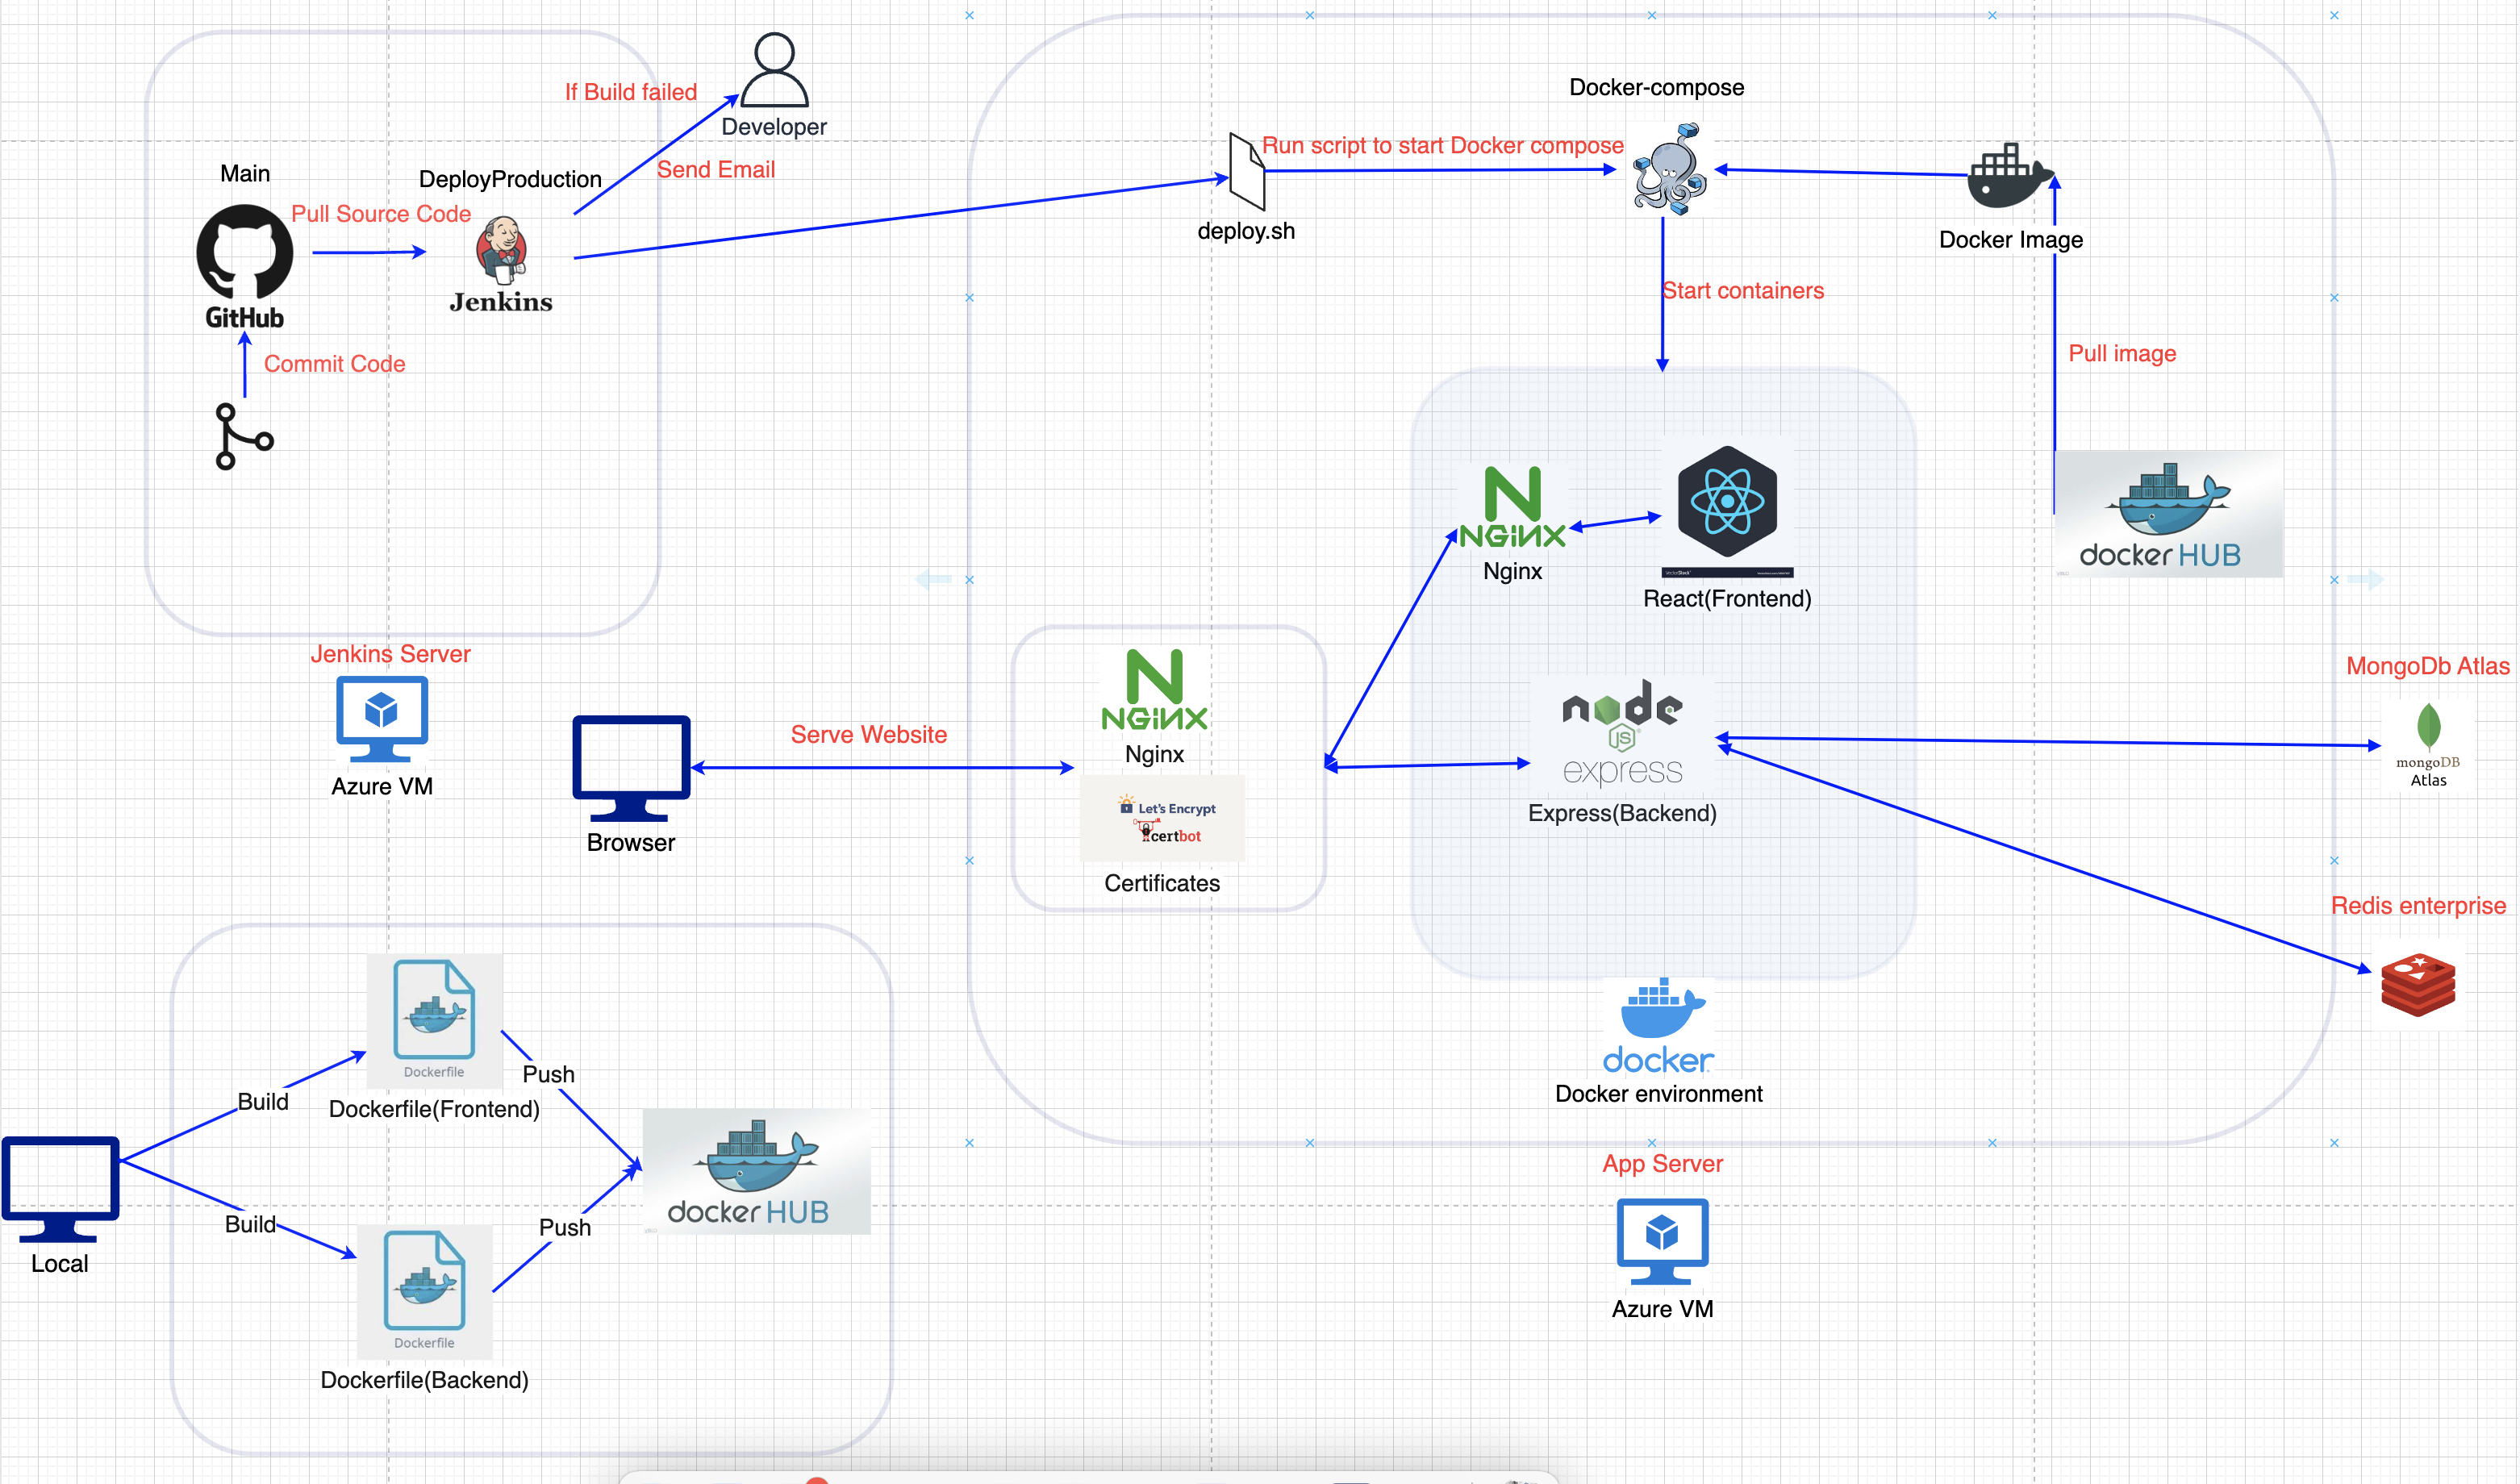 If Build failed
Developer
Send Email
Main
DeployProduction
Pull Source Code
GitHub
Jenkins
Commit Code
Jenkins Server
Azure VM
Docker-compose
Run script to start Docker compose
deploy.sh
Docker Image
Start containers
Pull image
NGINX
Nginx
React(Frontend)
docker HUB
node
JS
express
Express(Backend)
MongoDb Atlas
mongoDB
Atlas
Redis enterprise
Serve Website
Browser
NGINX
Nginx
Let's Encrypt
certbot
Certificates
docker
Docker environment
App Server
Azure VM
Local
Build
Build
Dockerfile
Dockerfile(Frontend)
Push
Dockerfile
Dockerfile(Backend)
Push
docker HUB